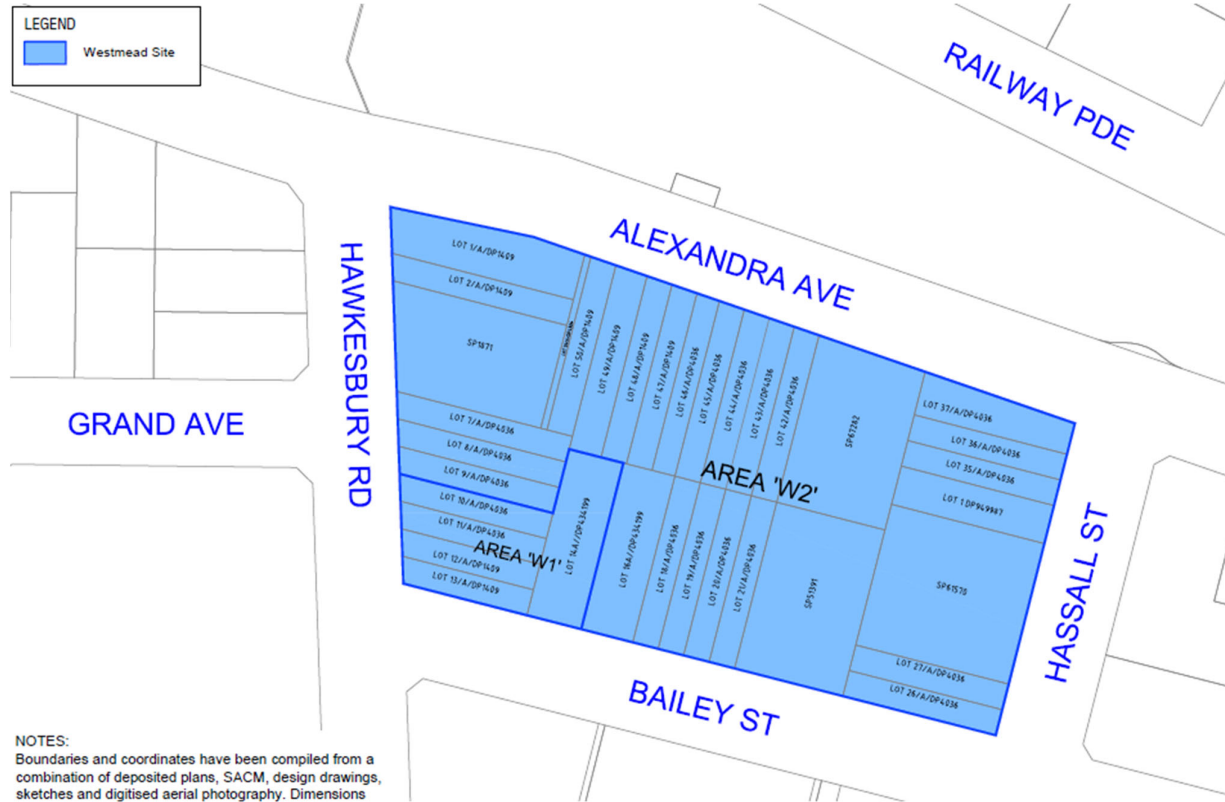 LEGEND
Westmead Site
RAILWAY PDE
ALEXANDRA AVE
HAWKESBURY RD
GRAND AVE
LOT 1/A/DP1409
LOT 2/A/DP1409
SP1871
LOT 50/A/DP1409
LOT 49/A/DP1409
LOT 48/A/DP1409
LOT 47/A/DP1409
LOT 46/A/DP4036
LOT 45/A/DP4036
LOT 44/A/DP4036
LOT 43/A/DP4036
LOT 42/A/DP4036
SP67262
LOT 37/A/DP4036
LOT 36/A/DP4036
LOT 35/A/DP4036
LOT 1 DP949987
LOT 7/A/DP4036
LOT 8/A/DP4036
LOT 9/A/DP4036
LOT 10/A/DP4036
LOT 11/A/DP4036
LOT 12/A/DP1409
LOT 13/A/DP1409
AREA 'W1'
LOT 14A//DP434199
LOT 16A//DP434199
AREA 'W2'
LOT 18/A/DP4036
LOT 19/A/DP4036
LOT 20/A/DP4036
LOT 21/A/DP4036
SP51391
SP61570
LOT 27/A/DP4036
LOT 26/A/DP4036
HASSALL ST
BAILEY ST
NOTES:
Boundaries and coordinates have been compiled from a
combination of deposited plans, SACM, design drawings,
sketches and digitised aerial photography. Dimensions